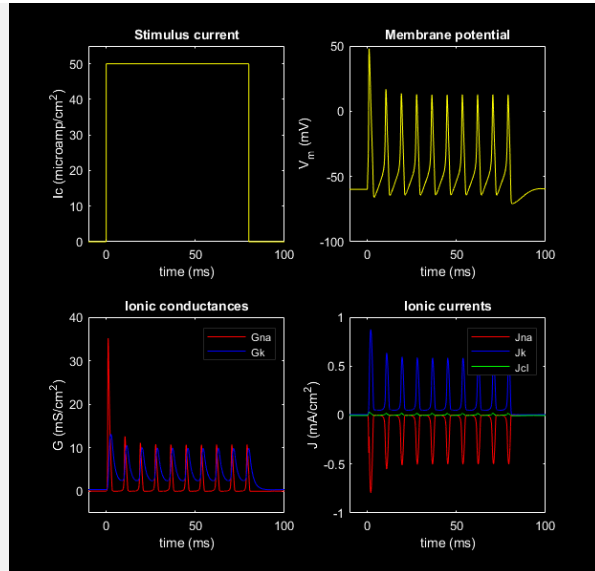 Stimulus current
Ic (microamp/cm²)
50
40
30
20
10
0
0
50
100
time (ms)
Membrane potential
Vₘ (mV)
50
0
-50
-100
0
50
100
time (ms)
Ionic conductances
G (mS/cm²)
40
30
20
10
0
Gna
Gk
0
50
100
time (ms)
Ionic currents
J (mA/cm²)
1
0.5
0
-0.5
-1
Jna
Jk
Jcl
0
50
100
time (ms)